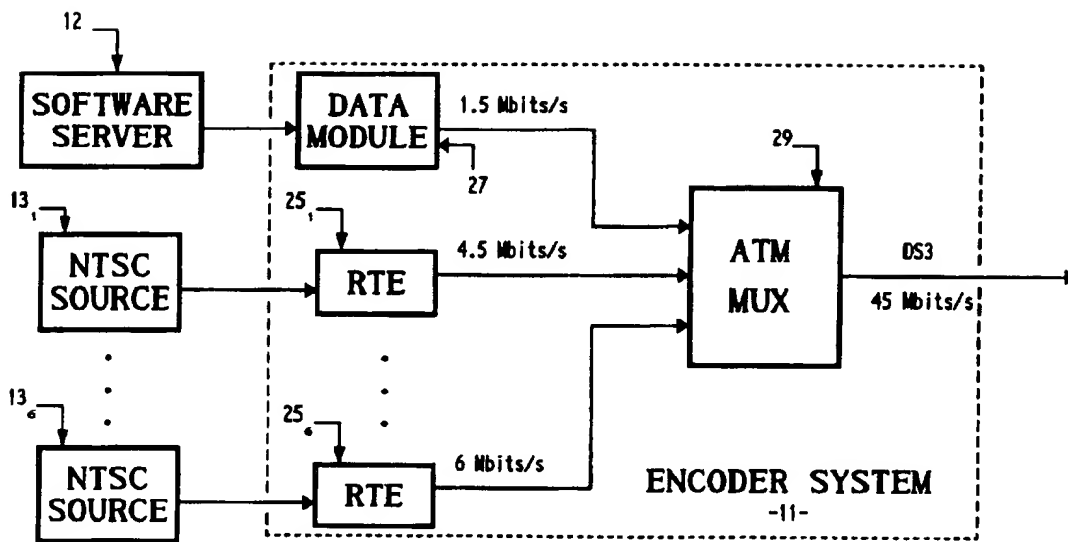 12
SOFTWARE
SERVER
DATA
MODULE
1.5 Mbits/s
27
29
13₁
NTSC
SOURCE
25₁
RTE
4.5 Mbits/s
ATM
MUX
DS3
45 Mbits/s
13₆
NTSC
SOURCE
25₆
RTE
6 Mbits/s
ENCODER SYSTEM
-11-